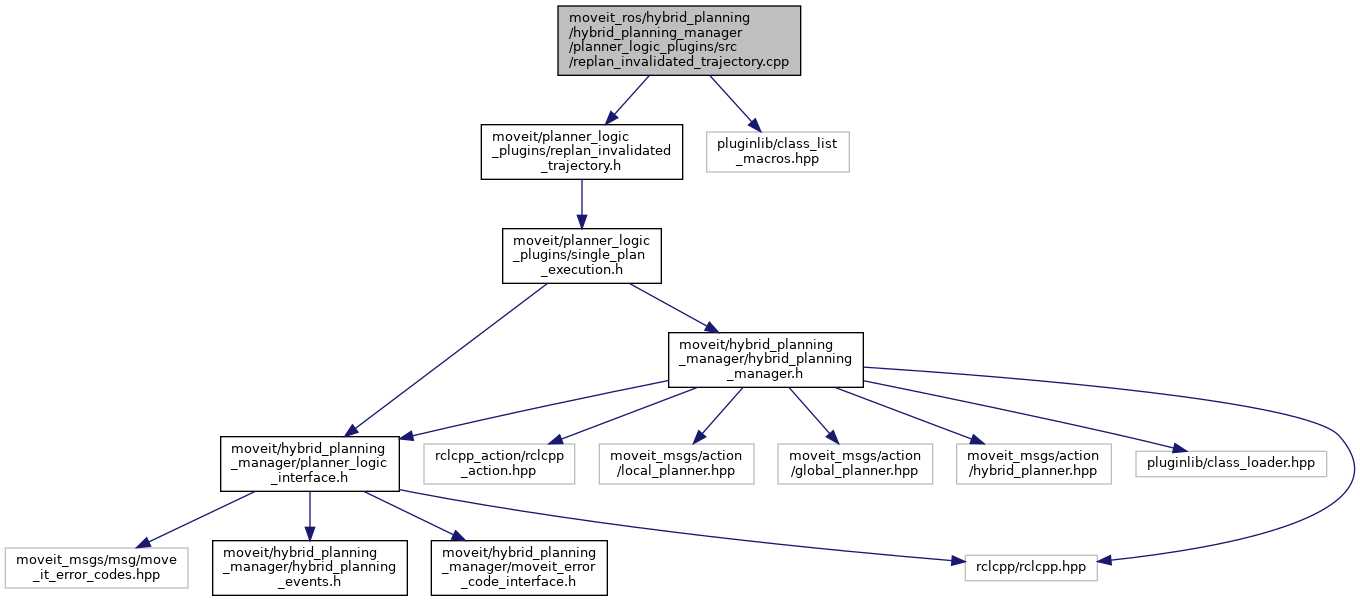 moveit_ros/hybrid_planning
/hybrid_planning_manager
/planner_logic_plugins/src
/replan_invalidated_trajectory.cpp
moveit/planner_logic
_plugins/replan_invalidated
_trajectory.h
pluginlib/class_list
_macros.hpp
moveit/planner_logic
_plugins/single_plan
_execution.h
moveit/hybrid_planning
_manager/hybrid_planning
_manager.h
moveit/hybrid_planning
_manager/planner_logic
_interface.h
rclcpp_action/rclcpp
_action.hpp
moveit_msgs/action
/local_planner.hpp
moveit_msgs/action
/global_planner.hpp
moveit_msgs/action
/hybrid_planner.hpp
pluginlib/class_loader.hpp
moveit_msgs/msg/move
_it_error_codes.hpp
moveit/hybrid_planning
_manager/hybrid_planning
_events.h
moveit/hybrid_planning
_manager/moveit_error
_code_interface.h
rclcpp/rclcpp.hpp